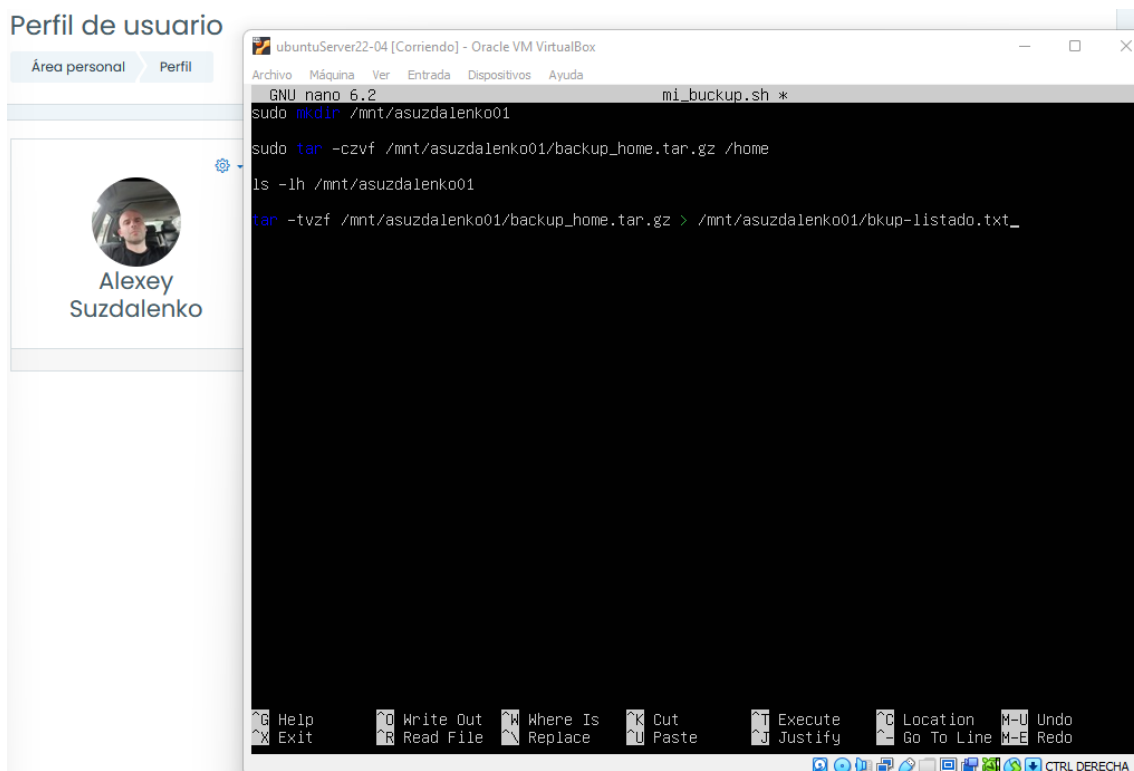 Perfil de usuario
Área personal Perfil
Alexey
Suzdalenko
ubuntuServer22-04 [Corriendo] - Oracle VM VirtualBox
Archivo Máquina Ver Entrada Dispositivos Ayuda
GNU nano 6.2 mi_buckup.sh *
sudo mkdir /mnt/asuzdalenko01
sudo tar -czvf /mnt/asuzdalenko01/backup_home.tar.gz /home
ls -lh /mnt/asuzdalenko01
tar -tvzf /mnt/asuzdalenko01/backup_home.tar.gz > /mnt/asuzdalenko01/bkup-listado.txt_
^G Help ^O Write Out ^W Where Is ^K Cut ^T Execute ^C Location M-U Undo
^X Exit ^R Read File ^\ Replace ^U Paste ^J Justify ^_ Go To Line M-E Redo
CTRL DERECHA